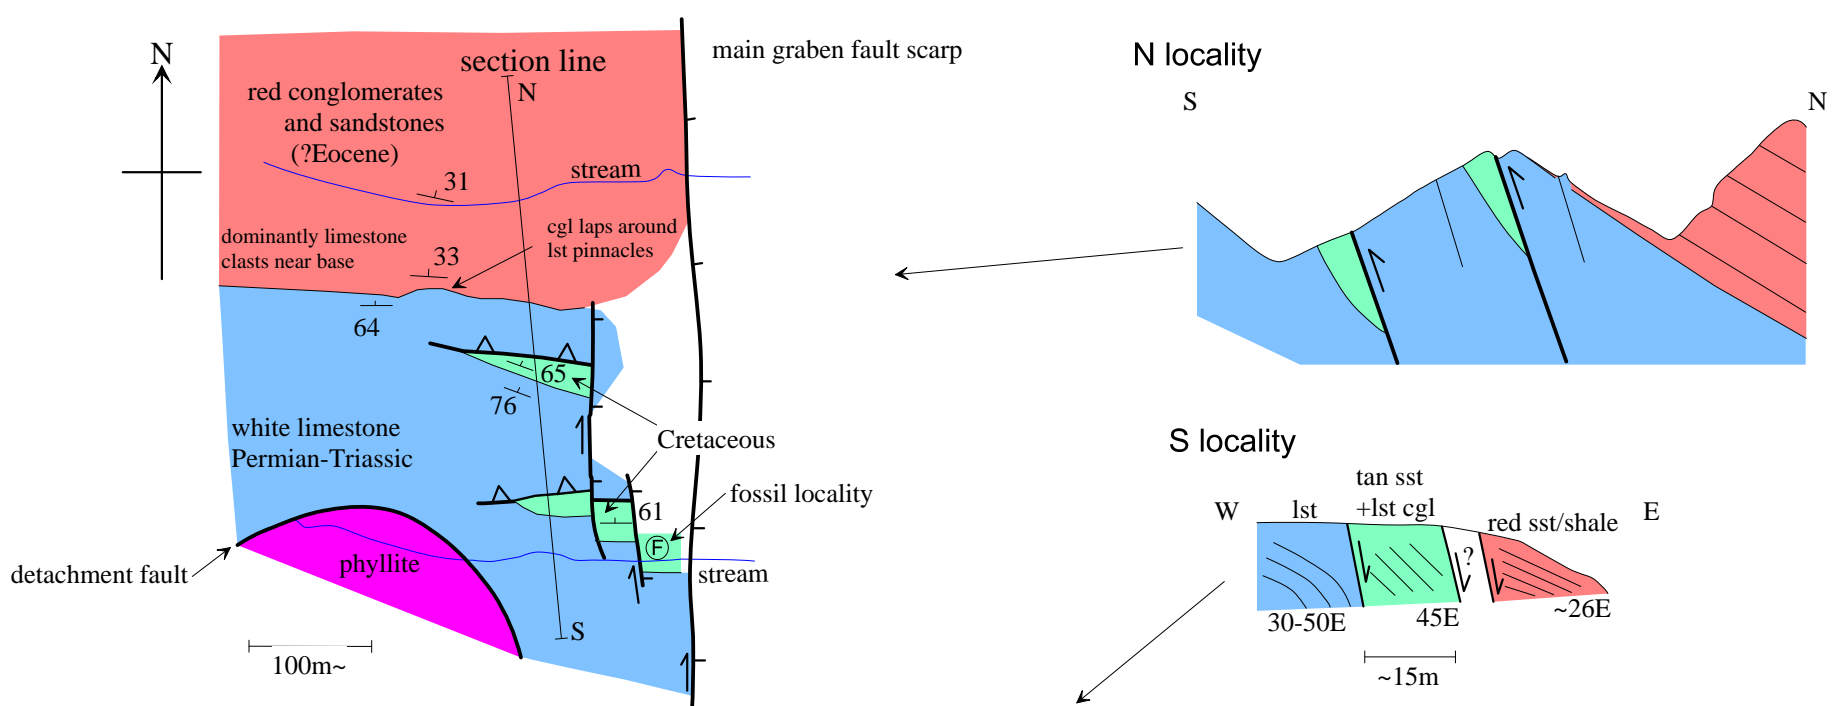 N
section line
N
red conglomerates
and sandstones
(?Eocene)
main graben fault scarp
31
stream
dominantly limestone
clasts near base
33
cgl laps around
lst pinnacles
64
65
76
white limestone
Permian-Triassic
Cretaceous
fossil locality
61
F
phyllite
detachment fault
stream
S
100m~
N locality
S
N
S locality
tan sst
+lst cgl
W
lst
red sst/shale
E
?
30-50E
45E
~26E
~15m